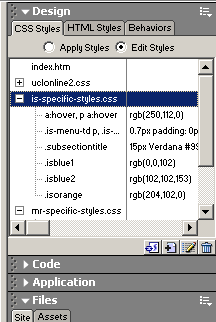 Design
CSS Styles HTML Styles Behaviors
Apply Styles Edit Styles
index.htm
uclonline2.css
is-specific-styles.css
a:hover, p a:hover rgb(250,112,0)
.is-menu-td p, .is-... 0.7px padding: 0p
.subsectiontitle 15px Verdana #99
.isblue1 rgb(0,0,102)
.isblue2 rgb(102,102,153)
.isorange rgb(204,102,0)
mr-specific-styles.css
Code
Application
Files
Site Assets